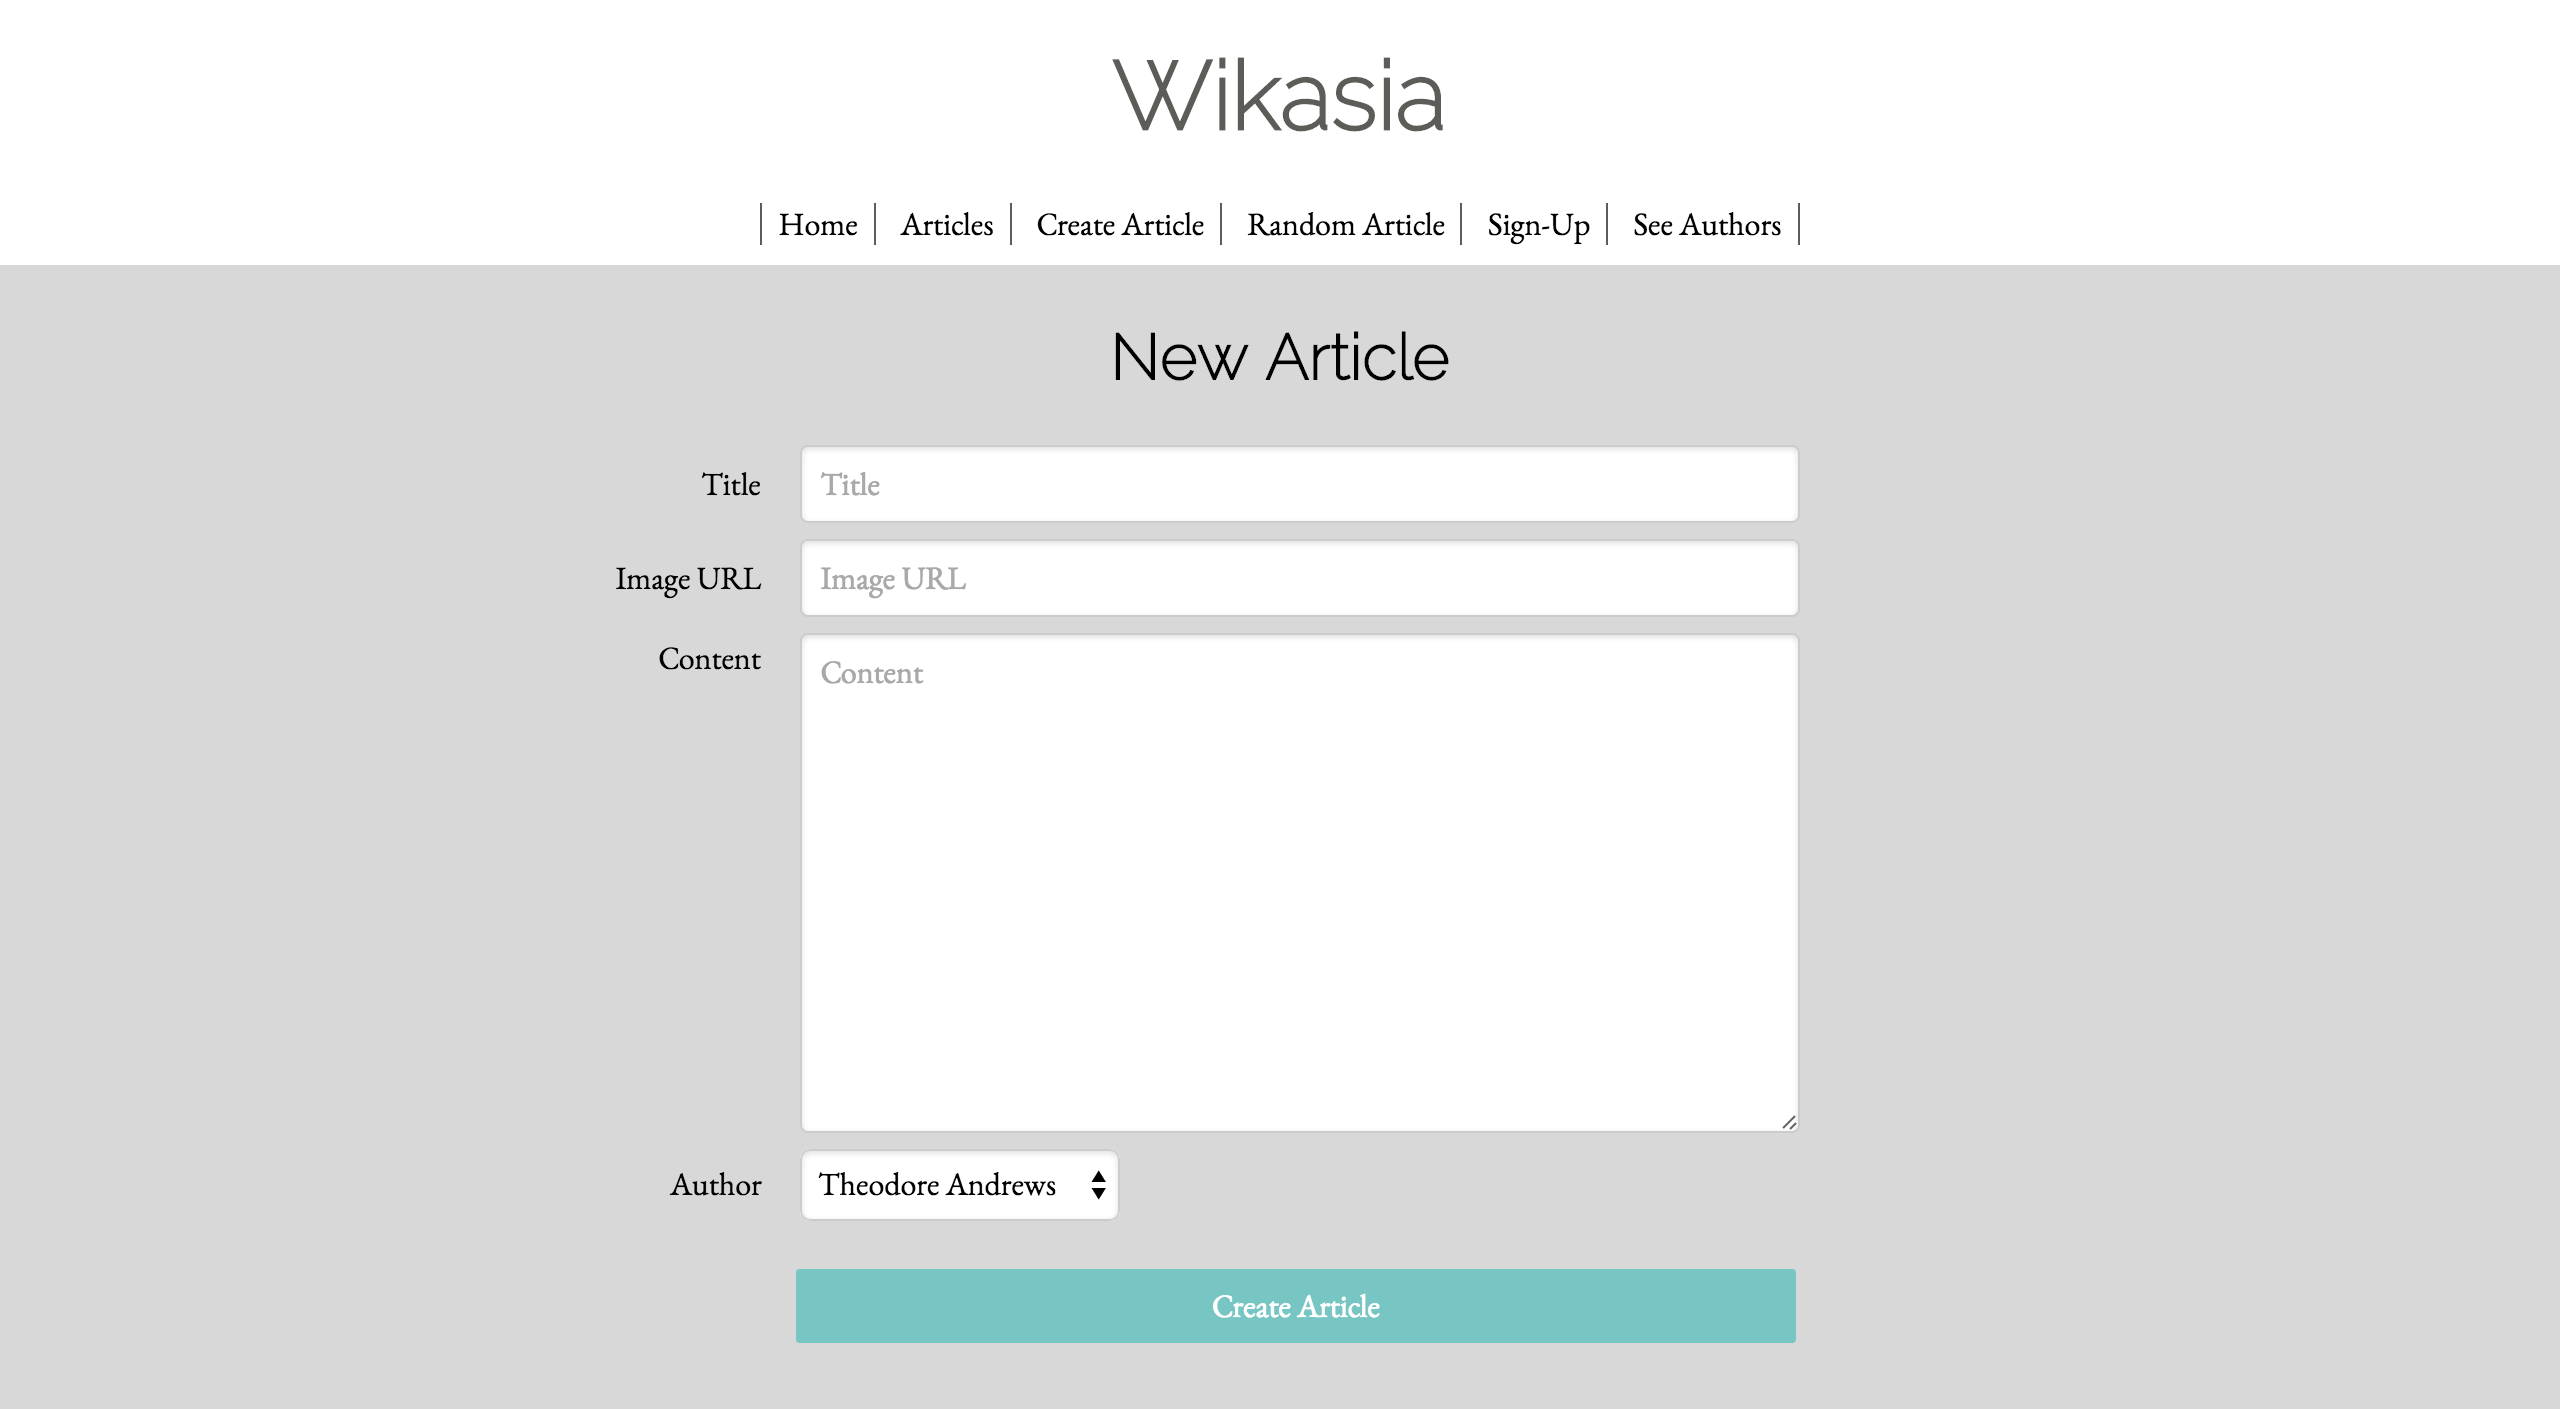 Wikasia
Home Articles Create Article Random Article Sign-Up See Authors
New Article
Title Title
Image URL Image URL
Content Content
Author Theodore Andrews
Create Article